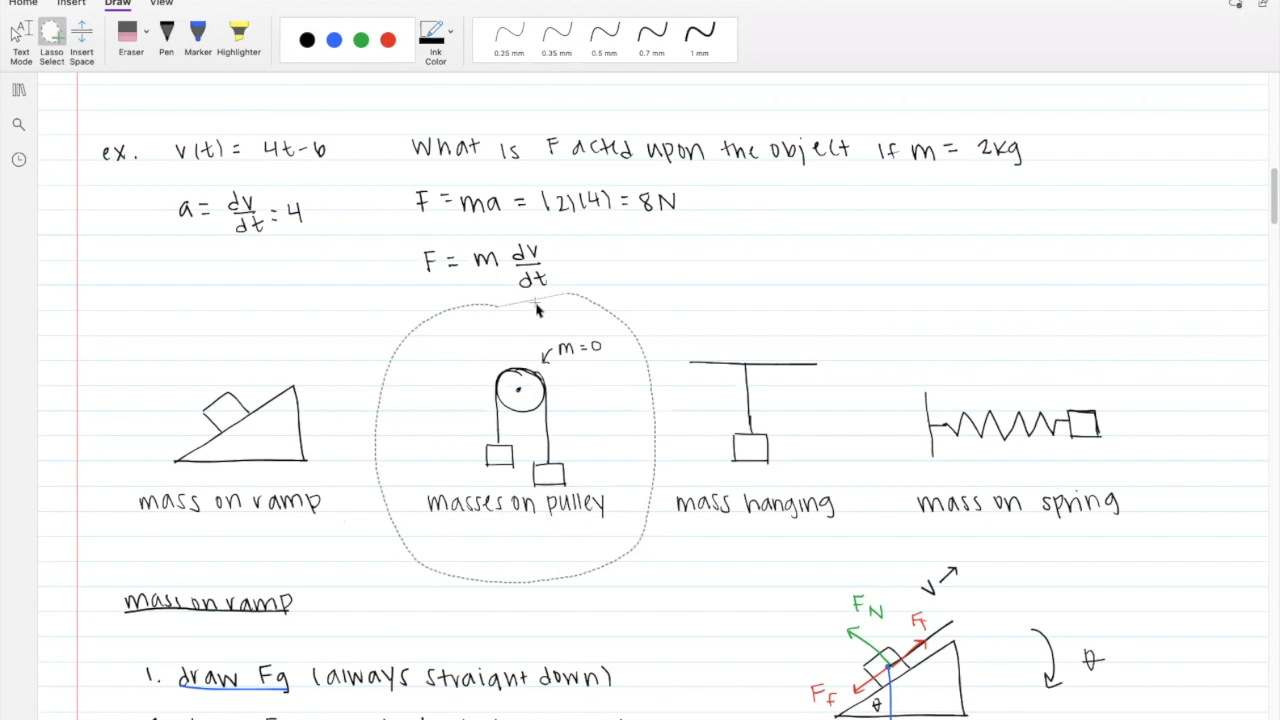 Home Insert Draw View
Text Mode Lasso Select Insert Space Eraser Pen Marker Highlighter Ink Color 0.25 mm 0.35 mm 0.5 mm 0.7 mm 1 mm
ex. v(t) = 4t-6 What is F acted upon the object if m = 2kg
a = dv/dt = 4 F = ma = (2)(4) = 8N
F = m dv/dt
m=0
mass on ramp masses on pulley mass hanging mass on spring
mass on ramp
V
FN
FT
θ
1. draw Fg (always straight down)
Ff
θ